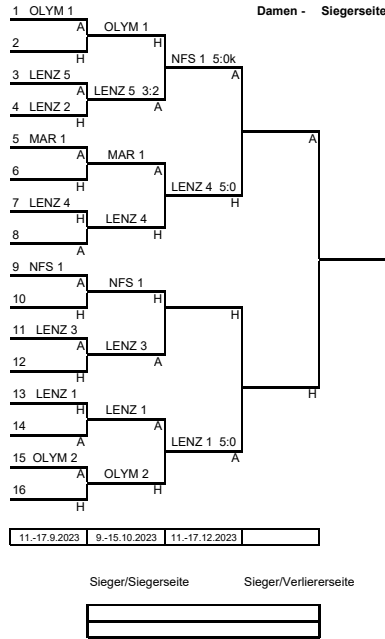 Damen - Siegerseite
1 OLYM 1
A
OLYM 1
2
H
H
NFS 1 5:0k
3 LENZ 5
A
A
LENZ 5 3:2
4 LENZ 2
A
H
A
5 MAR 1
A
MAR 1
6
A
H
LENZ 4 5:0
7 LENZ 4
H
H
LENZ 4
8
H
A
9 NFS 1
A
NFS 1
10
H
H
H
11 LENZ 3
A
LENZ 3
12
A
H
H
13 LENZ 1
H
LENZ 1
14
A
A
LENZ 1 5:0
15 OLYM 2
A
A
OLYM 2
16
H
H
11.-17.9.2023 9.-15.10.2023 11.-17.12.2023
Sieger/Siegerseite Sieger/Verliererseite